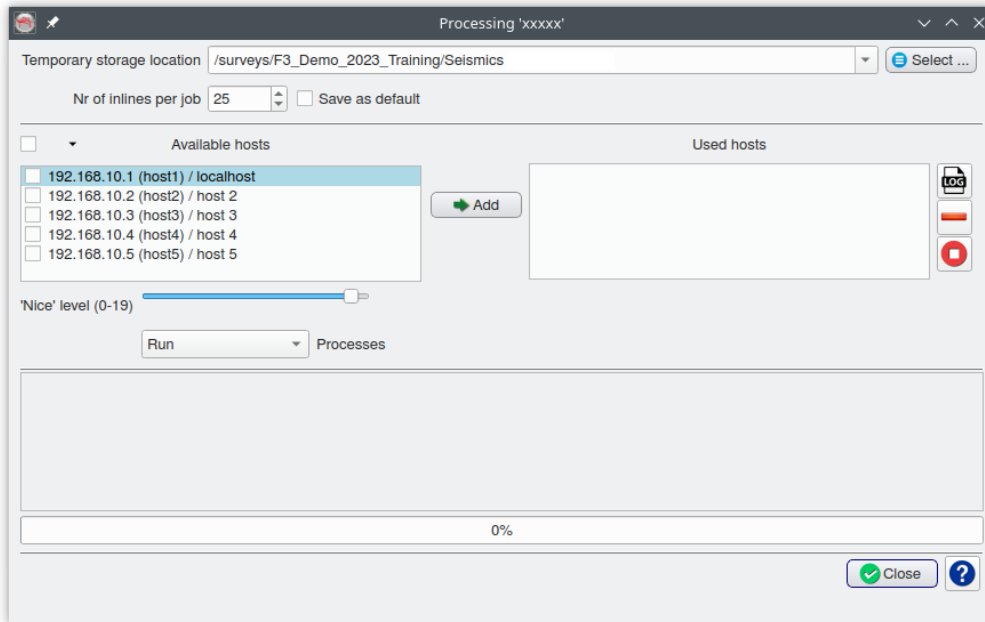 Processing 'xxxxx'
Temporary storage location /surveys/F3_Demo_2023_Training/Seismics Select ...
Nr of inlines per job 25 Save as default
Available hosts Used hosts
192.168.10.1 (host1) / localhost
192.168.10.2 (host2) / host 2
192.168.10.3 (host3) / host 3
192.168.10.4 (host4) / host 4
192.168.10.5 (host5) / host 5
Add
LOG
'Nice' level (0-19)
Run Processes
0%
Close ?